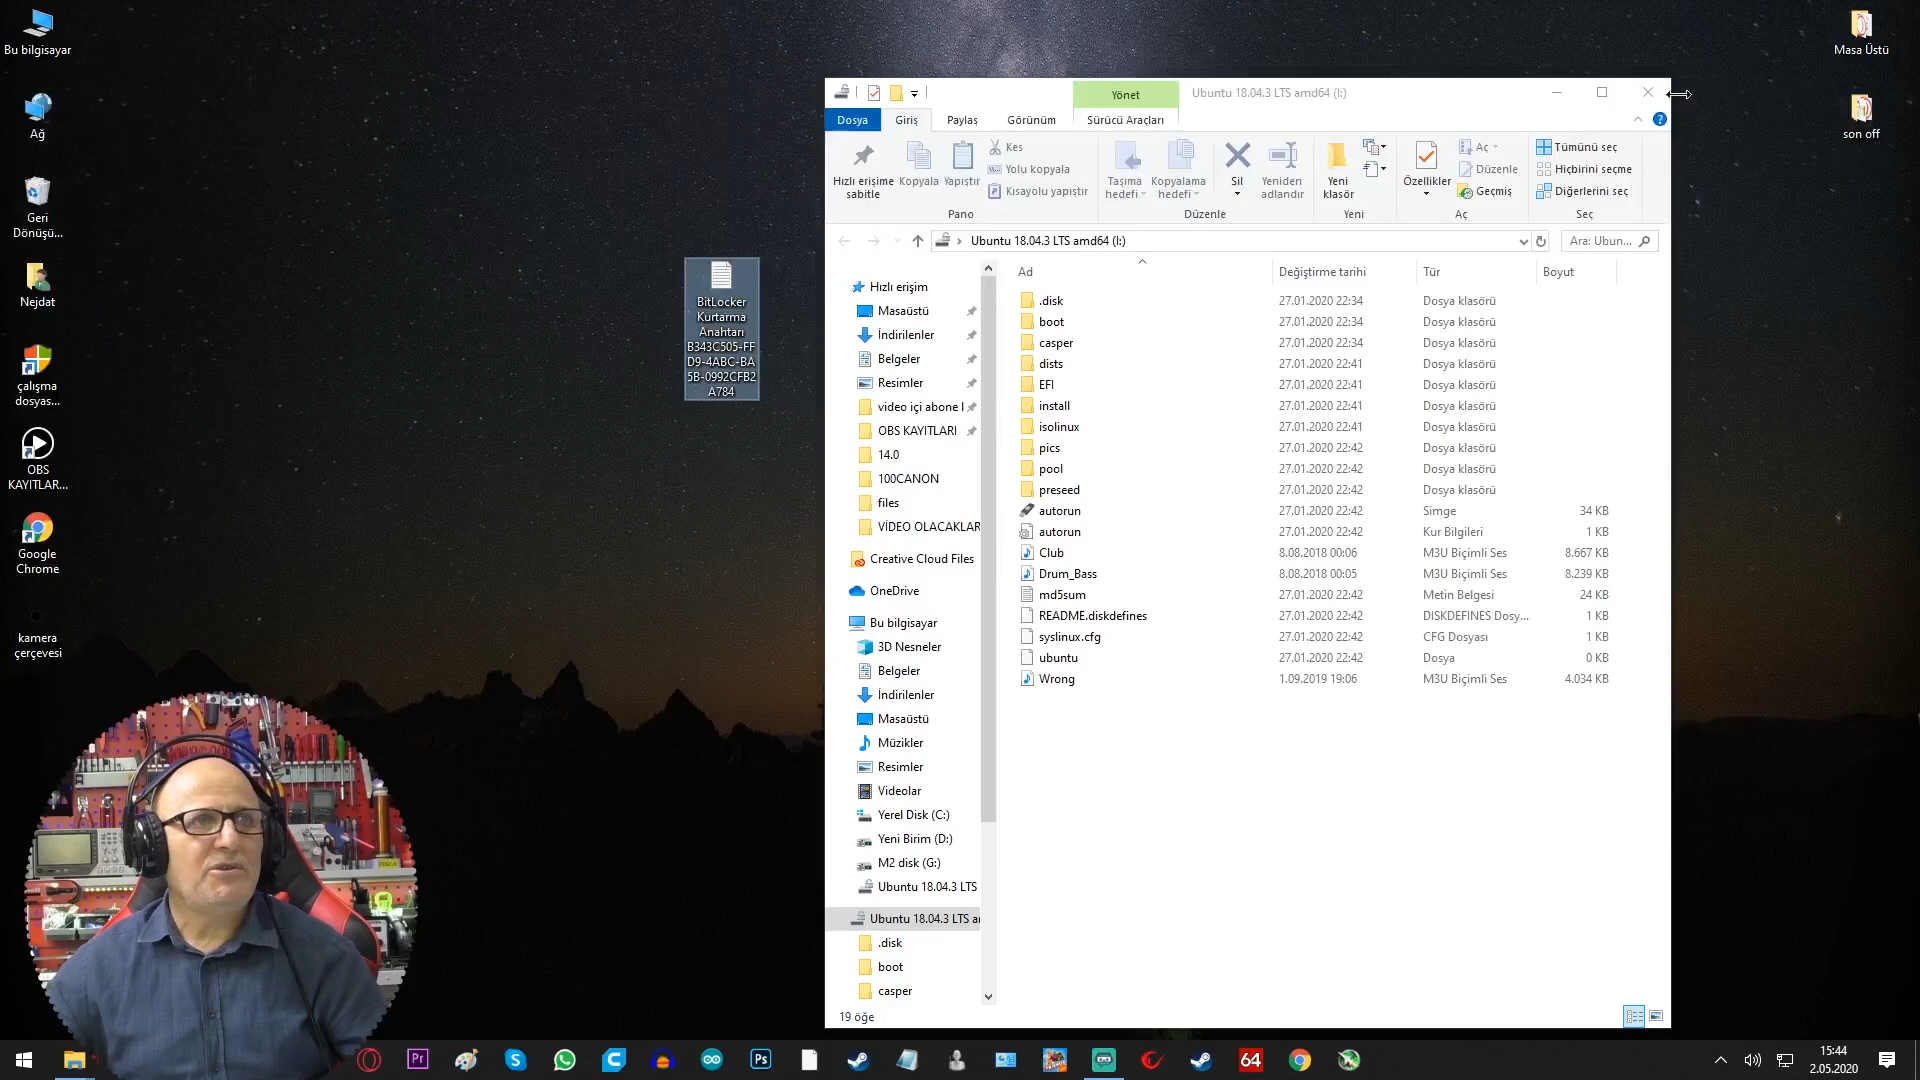 Bu bilgisayar
Ağ
Geri
Dönüşü...
Nejdat
çalışma
dosyas...
OBS
KAYITLAR...
Google
Chrome
kamera
çerçevesi
BitLocker
Kurtarma
Anahtarı
B343C505-FF
D9-4ABC-BA
5B-0992CFB2
A784
Masa Üstü
son off
Yönet
Ubuntu 18.04.3 LTS amd64 (I:)
Dosya
Giriş
Paylaş
Görünüm
Sürücü Araçları
Hızlı erişime
sabitle
Kopyala
Yapıştır
Kes
Yolu kopyala
Kısayolu yapıştır
Pano
Taşıma
hedefi
Kopyalama
hedefi
Sil
Yeniden
adlandır
Düzenle
Yeni
klasör
Yeni
Özellikler
Aç
Düzenle
Geçmiş
Aç
Tümünü seç
Hiçbirini seçme
Diğerlerini seç
Seç
Ubuntu 18.04.3 LTS amd64 (I:)
Ara: Ubun...
Hızlı erişim
Masaüstü
İndirilenler
Belgeler
Resimler
video içi abone l
OBS KAYITLARI
14.0
100CANON
files
VİDEO OLACAKLAR
Creative Cloud Files
OneDrive
Bu bilgisayar
3D Nesneler
Belgeler
İndirilenler
Masaüstü
Müzikler
Resimler
Videolar
Yerel Disk (C:)
Yeni Birim (D:)
M2 disk (G:)
Ubuntu 18.04.3 LTS
Ubuntu 18.04.3 LTS a
.disk
boot
casper
Ad Değiştirme tarihi Tür Boyut
.disk 27.01.2020 22:34 Dosya klasörü
boot 27.01.2020 22:34 Dosya klasörü
casper 27.01.2020 22:34 Dosya klasörü
dists 27.01.2020 22:41 Dosya klasörü
EFI 27.01.2020 22:41 Dosya klasörü
install 27.01.2020 22:41 Dosya klasörü
isolinux 27.01.2020 22:41 Dosya klasörü
pics 27.01.2020 22:42 Dosya klasörü
pool 27.01.2020 22:42 Dosya klasörü
preseed 27.01.2020 22:42 Dosya klasörü
autorun 27.01.2020 22:42 Simge 34 KB
autorun 27.01.2020 22:42 Kur Bilgileri 1 KB
Club 8.08.2018 00:06 M3U Biçimli Ses 8.667 KB
Drum_Bass 8.08.2018 00:05 M3U Biçimli Ses 8.239 KB
md5sum 27.01.2020 22:42 Metin Belgesi 24 KB
README.diskdefines 27.01.2020 22:42 DISKDEFINES Dosy... 1 KB
syslinux.cfg 27.01.2020 22:42 CFG Dosyası 1 KB
ubuntu 27.01.2020 22:42 Dosya 0 KB
Wrong 1.09.2019 19:06 M3U Biçimli Ses 4.034 KB
19 öğe
Pr
Ps
64
15:44
2.05.2020